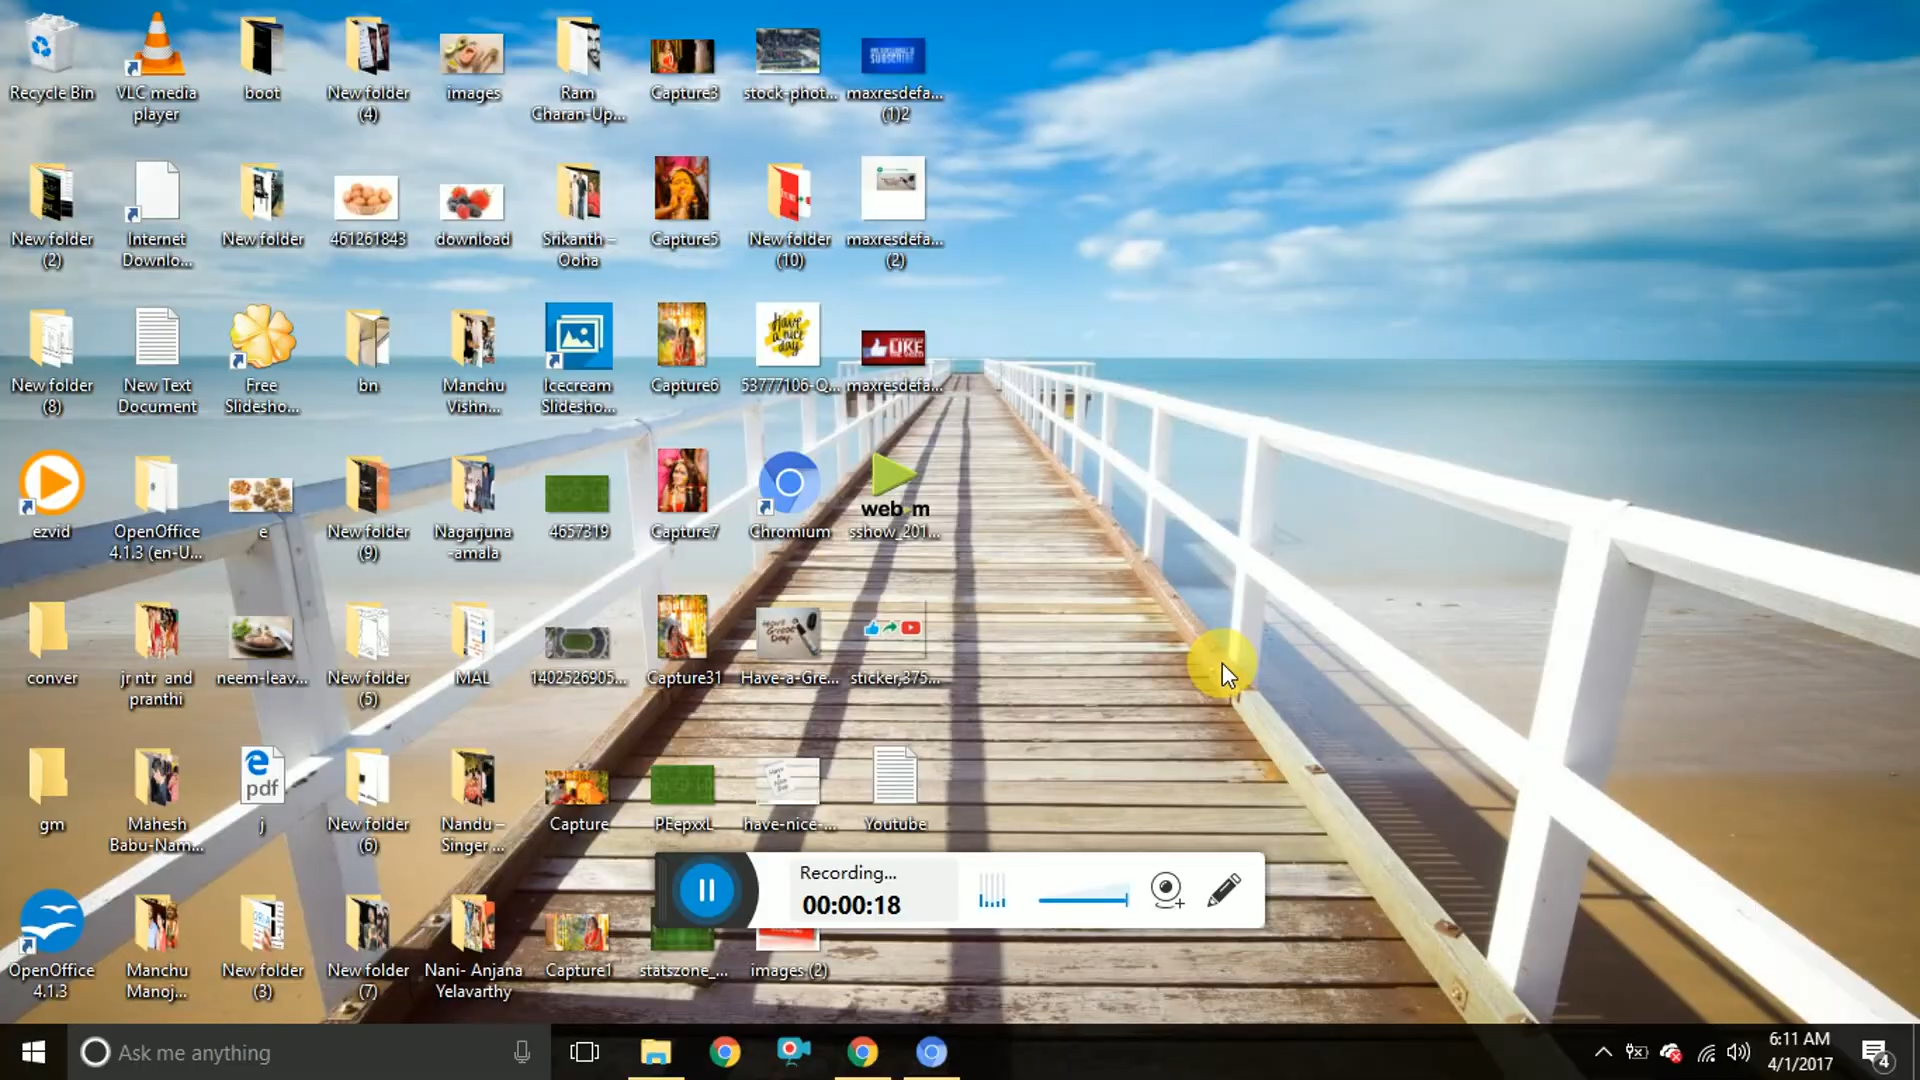 Recycle Bin
VLC media
player
boot
New folder
(4)
images
Ram
Charan-Up...
Capture3
stock-phot...
SUBSCRIBE
maxresdefa...
(1)2
New folder
(2)
Internet
Downlo...
New folder
461261843
download
Srikanth –
Ooha
Capture5
New folder
(10)
maxresdefa...
(2)
New folder
(8)
New Text
Document
Free
Slidesho...
bn
Manchu
Vishn...
Icecream
Slidesho...
Capture6
Have
a nice
day
53777106-Q...
LIKE
maxresdefa...
ezvid
OpenOffice
4.1.3 (en-U...
e
New folder
(9)
Nagarjuna
-amala
4657319
Capture7
Chromium
web m
sshow_201...
conver
jr ntr and
pranthi
neem-leav...
New folder
(5)
MAL
1402526905...
Capture31
Have-a-Gre...
sticker,375...
gm
Mahesh
Babu-Nam...
pdf
j
New folder
(6)
Nandu –
Singer ...
Capture
PEepxxL
have-nice-...
Youtube
OpenOffice
4.1.3
Manchu
Manoj...
New folder
(3)
New folder
(7)
Nani- Anjana
Yelavarthy
Capture1
statszone_...
images (2)
Recording...
00:00:18
Ask me anything
6:11 AM
4/1/2017
4